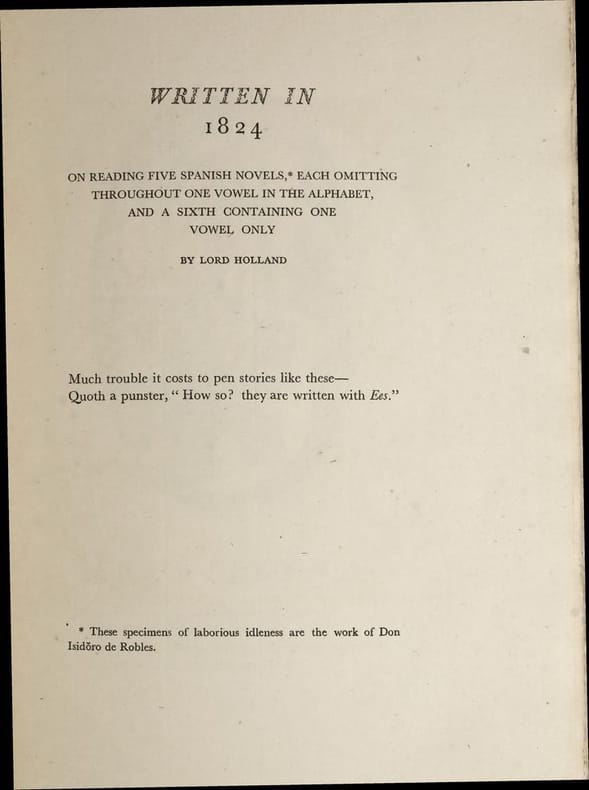 WRITTEN IN
1824
ON READING FIVE SPANISH NOVELS,* EACH OMITTING
THROUGHOUT ONE VOWEL IN THE ALPHABET,
AND A SIXTH CONTAINING ONE
VOWEL ONLY
BY LORD HOLLAND
Much trouble it costs to pen stories like these—
Quoth a punster, “ How so? they are written with Ees.”
* These specimens of laborious idleness are the work of Don
Isidŏro de Robles.